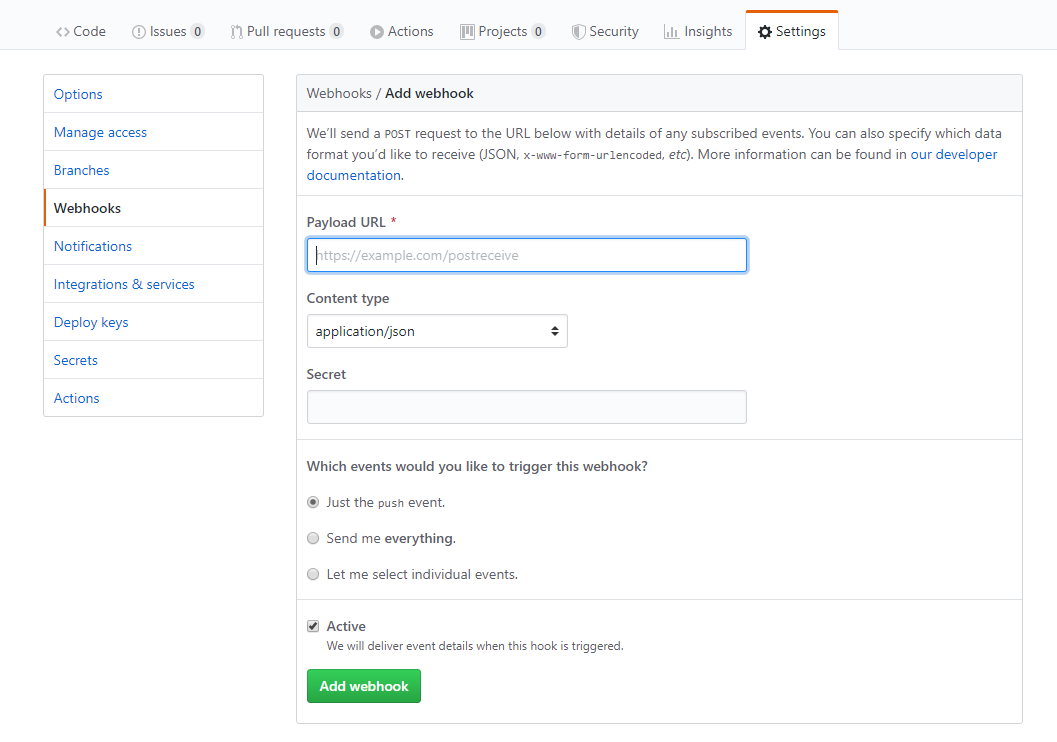 Code Issues 0 Pull requests 0 Actions Projects 0 Security Insights Settings
Options
Manage access
Branches
Webhooks
Notifications
Integrations & services
Deploy keys
Secrets
Actions
Webhooks / Add webhook
We’ll send a POST request to the URL below with details of any subscribed events. You can also specify which data
format you’d like to receive (JSON, x-www-form-urlencoded, etc). More information can be found in our developer
documentation.
Payload URL *
https://example.com/postreceive
Content type
application/json
Secret
Which events would you like to trigger this webhook?
Just the push event.
Send me everything.
Let me select individual events.
Active
We will deliver event details when this hook is triggered.
Add webhook